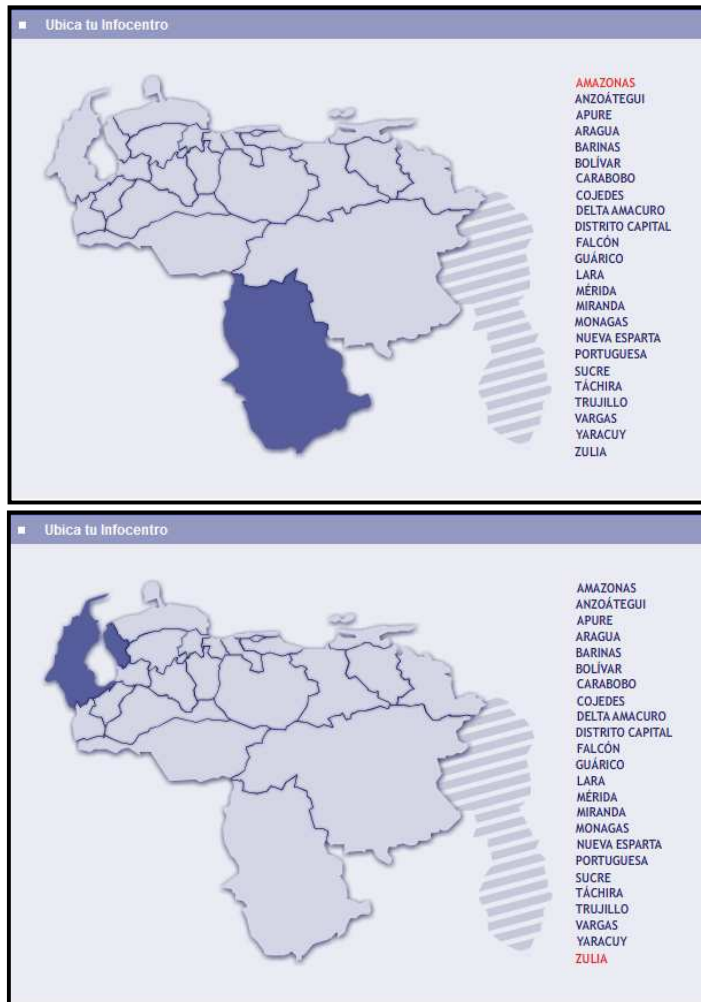 Ubica tu Infocentro
AMAZONAS
ANZOÁTEGUI
APURE
ARAGUA
BARINAS
BOLÍVAR
CARABOBO
COJEDES
DELTA AMACURO
DISTRITO CAPITAL
FALCÓN
GUÁRICO
LARA
MÉRIDA
MIRANDA
MONAGAS
NUEVA ESPARTA
PORTUGUESA
SUCRE
TÁCHIRA
TRUJILLO
VARGAS
YARACUY
ZULIA
Ubica tu Infocentro
AMAZONAS
ANZOÁTEGUI
APURE
ARAGUA
BARINAS
BOLÍVAR
CARABOBO
COJEDES
DELTA AMACURO
DISTRITO CAPITAL
FALCÓN
GUÁRICO
LARA
MÉRIDA
MIRANDA
MONAGAS
NUEVA ESPARTA
PORTUGUESA
SUCRE
TÁCHIRA
TRUJILLO
VARGAS
YARACUY
ZULIA